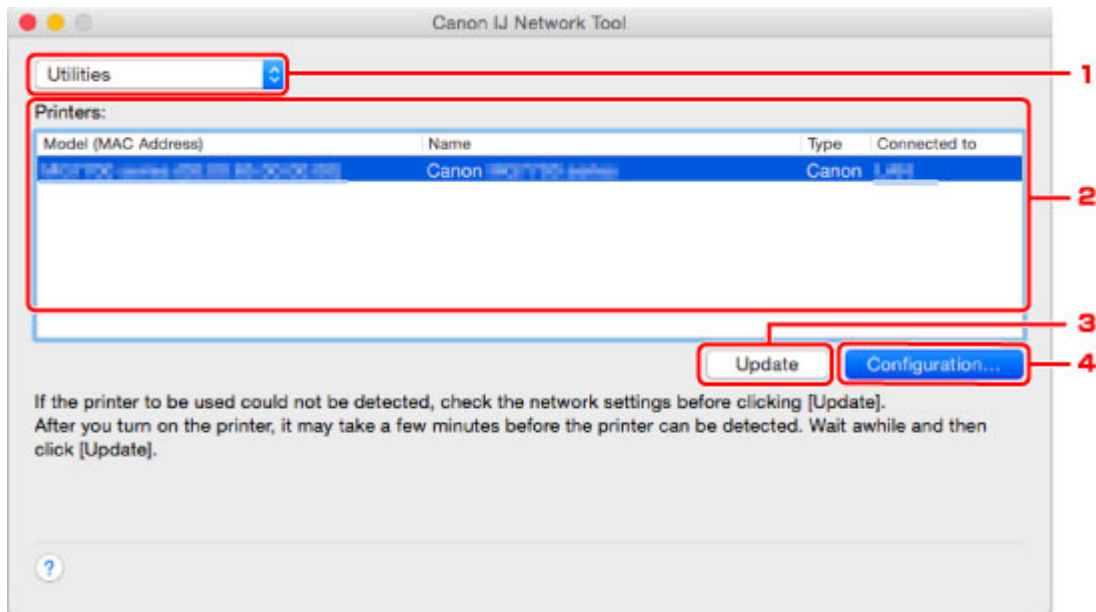 Canon IJ Network Tool
Utilities
1
Printers:
Model (MAC Address) Name Type Connected to
Canon Canon
2
3
Update Configuration...
4
If the printer to be used could not be detected, check the network settings before clicking [Update].
After you turn on the printer, it may take a few minutes before the printer can be detected. Wait awhile and then
click [Update].
?